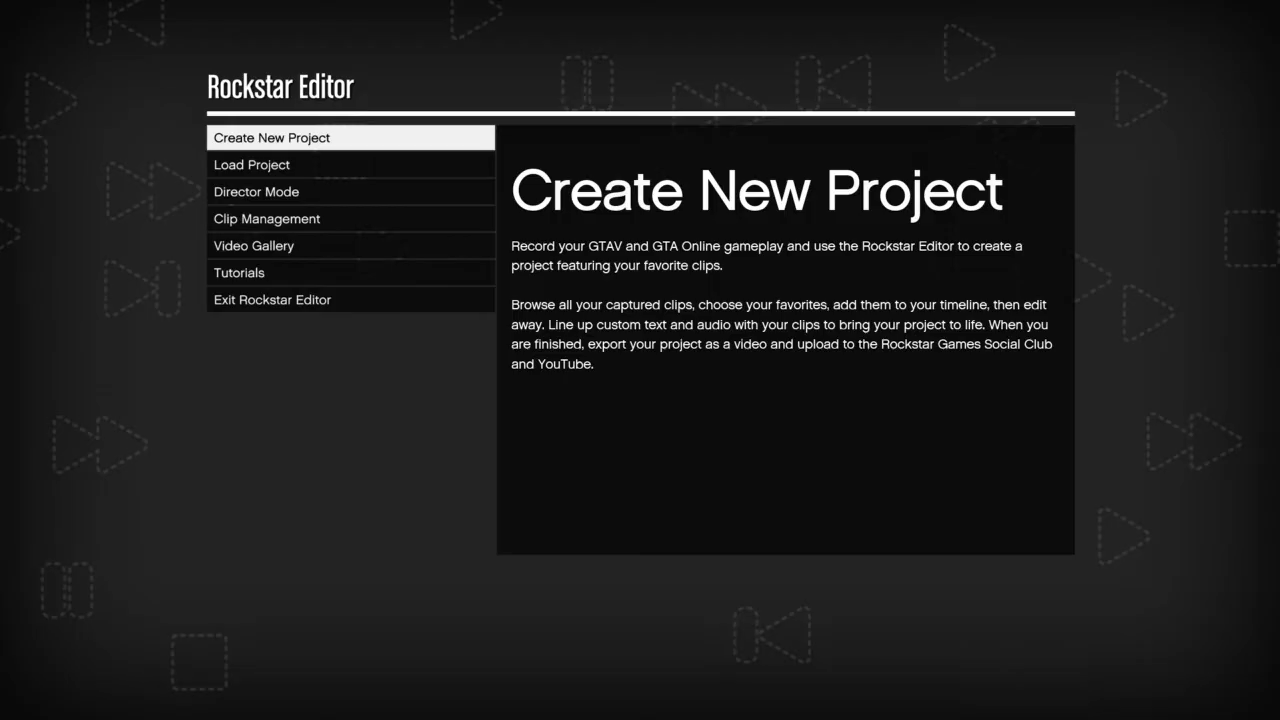 Rockstar Editor
Create New Project
Load Project
Director Mode
Clip Management
Video Gallery
Tutorials
Exit Rockstar Editor
Create New Project
Record your GTAV and GTA Online gameplay and use the Rockstar Editor to create a
project featuring your favorite clips.
Browse all your captured clips, choose your favorites, add them to your timeline, then edit
away. Line up custom text and audio with your clips to bring your project to life. When you
are finished, export your project as a video and upload to the Rockstar Games Social Club
and YouTube.